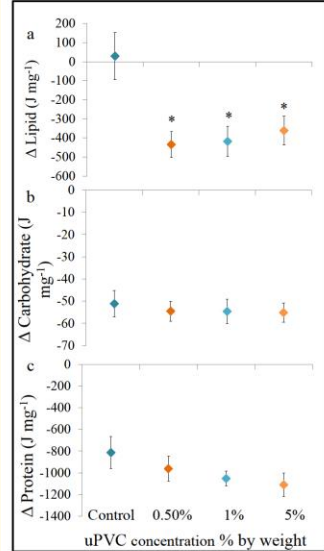 a
200
100
0
-100
-200
-300
-400
-500
-600
Δ Lipid (J mg-1)
* * *
b
0
-10
-20
-30
-40
-50
-60
-70
Δ Carbohydrate (J
mg-1)
c
0
-200
-400
-600
-800
-1000
-1200
-1400
Δ Protein (J mg-1)
Control 0.50% 1% 5%
uPVC concentration % by weight